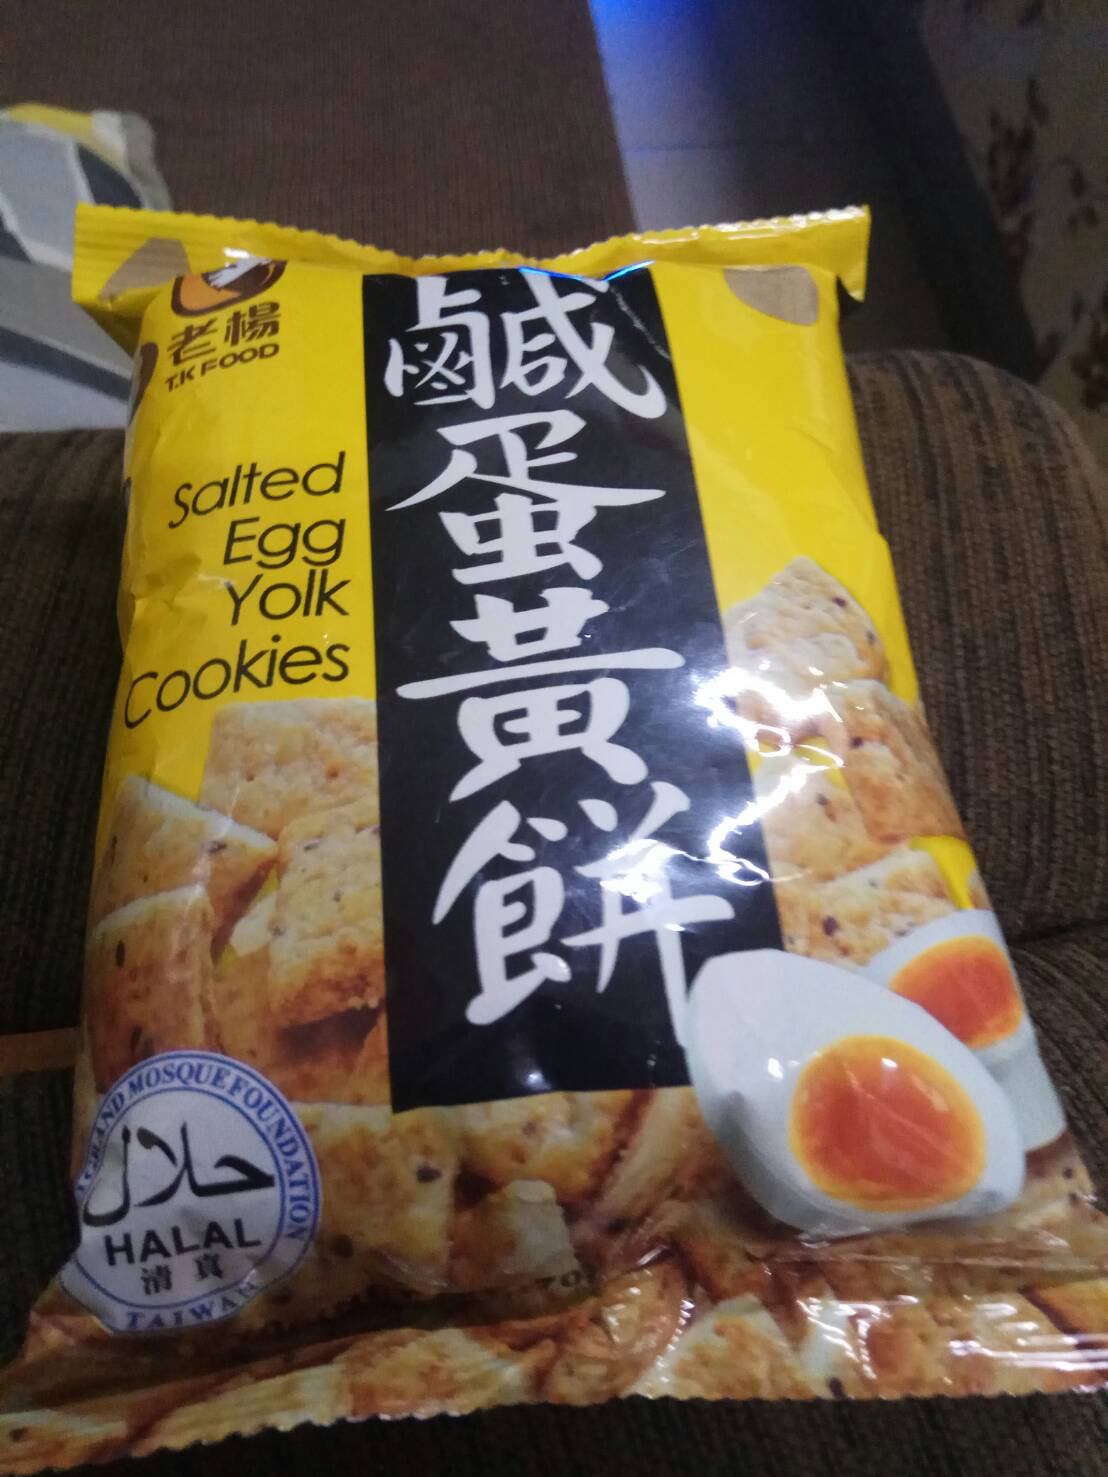 老楊
T.K FOOD
Salted
Egg
Yolk
Cookies
鹹蛋黃餅
GRAND MOSQUE FOUNDATION
حلال
HALAL
清真
TAIWAN